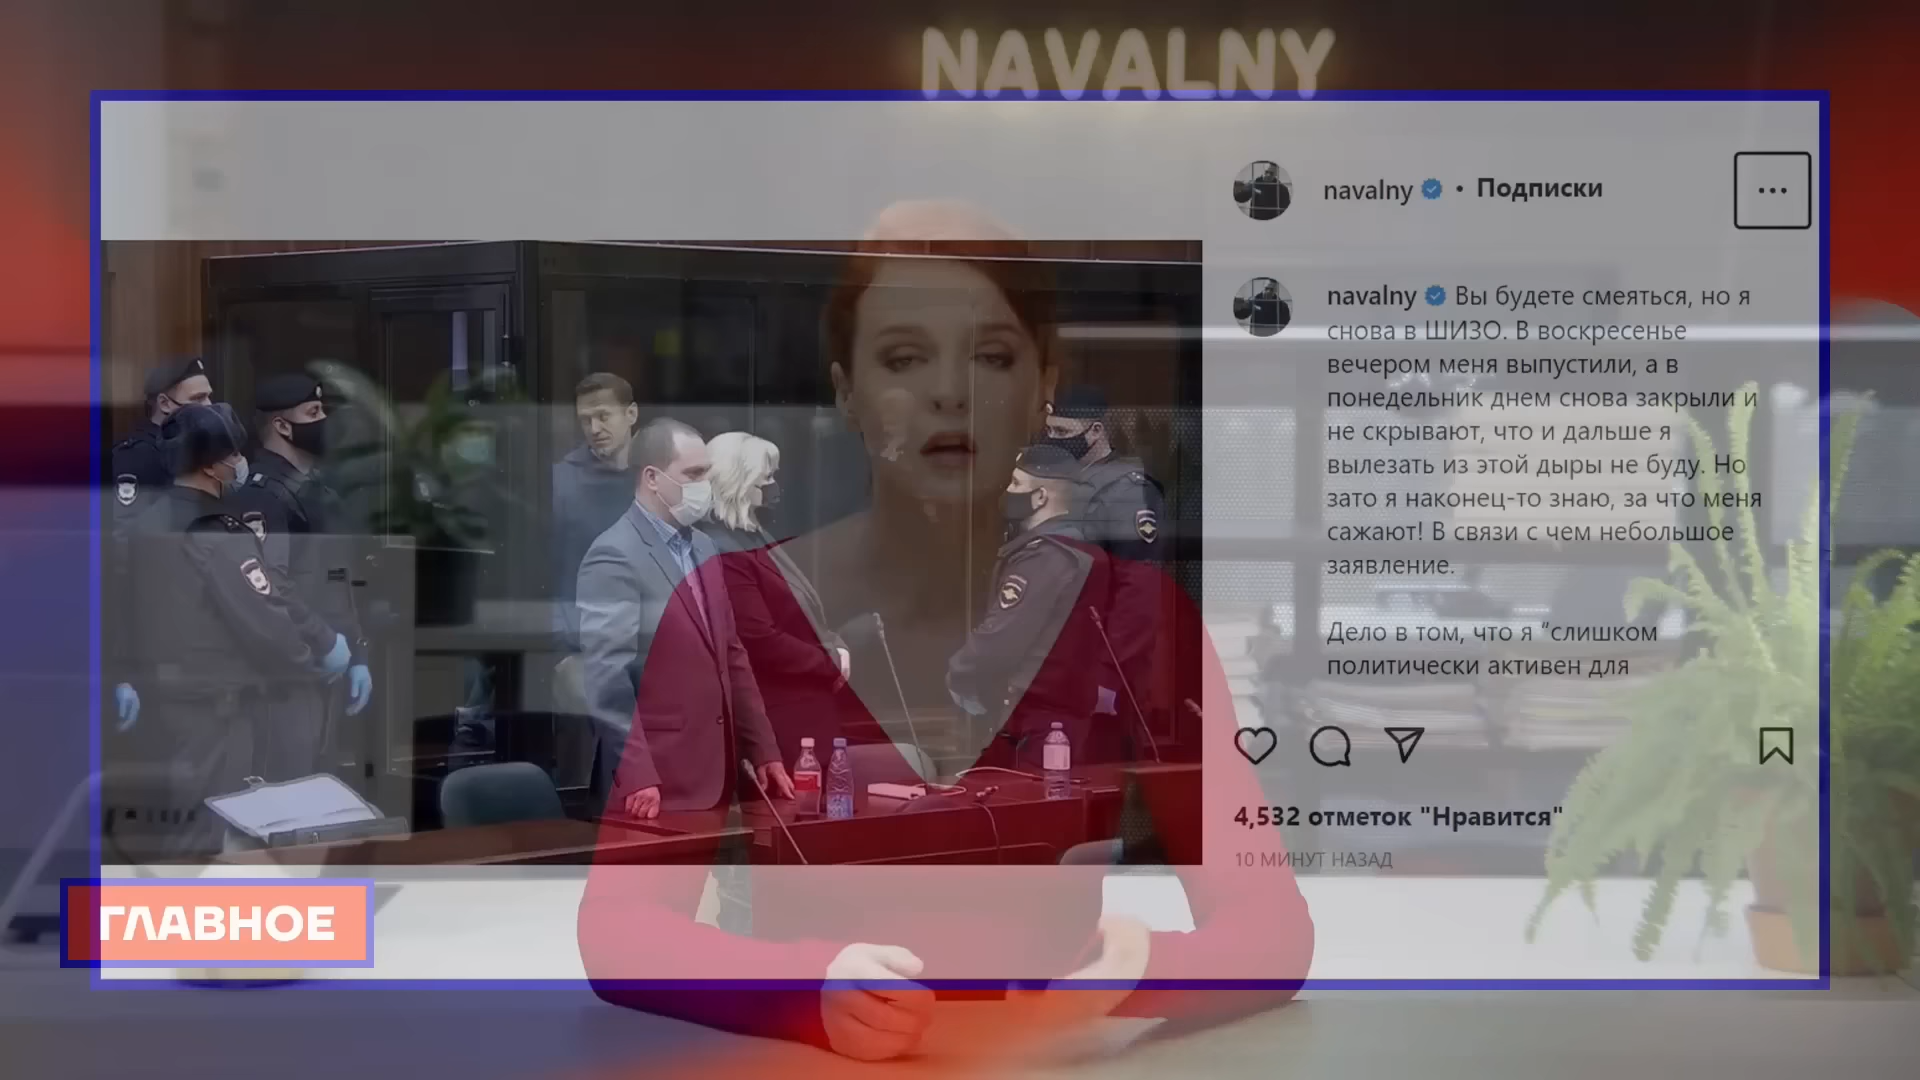 NAVALNY
navalny • Подписки
navalny Вы будете смеяться, но я
снова в ШИЗО. В воскресенье
вечером меня выпустили, а в
понедельник днем снова закрыли и
не скрывают, что и дальше я
вылезать из этой дыры не буду. Но
зато я наконец-то знаю, за что меня
сажают! В связи с чем небольшое
заявление.
Дело в том, что я “слишком
политически активен для
4,532 отметок "Нравится"
10 МИНУТ НАЗАД
ГЛАВНОЕ